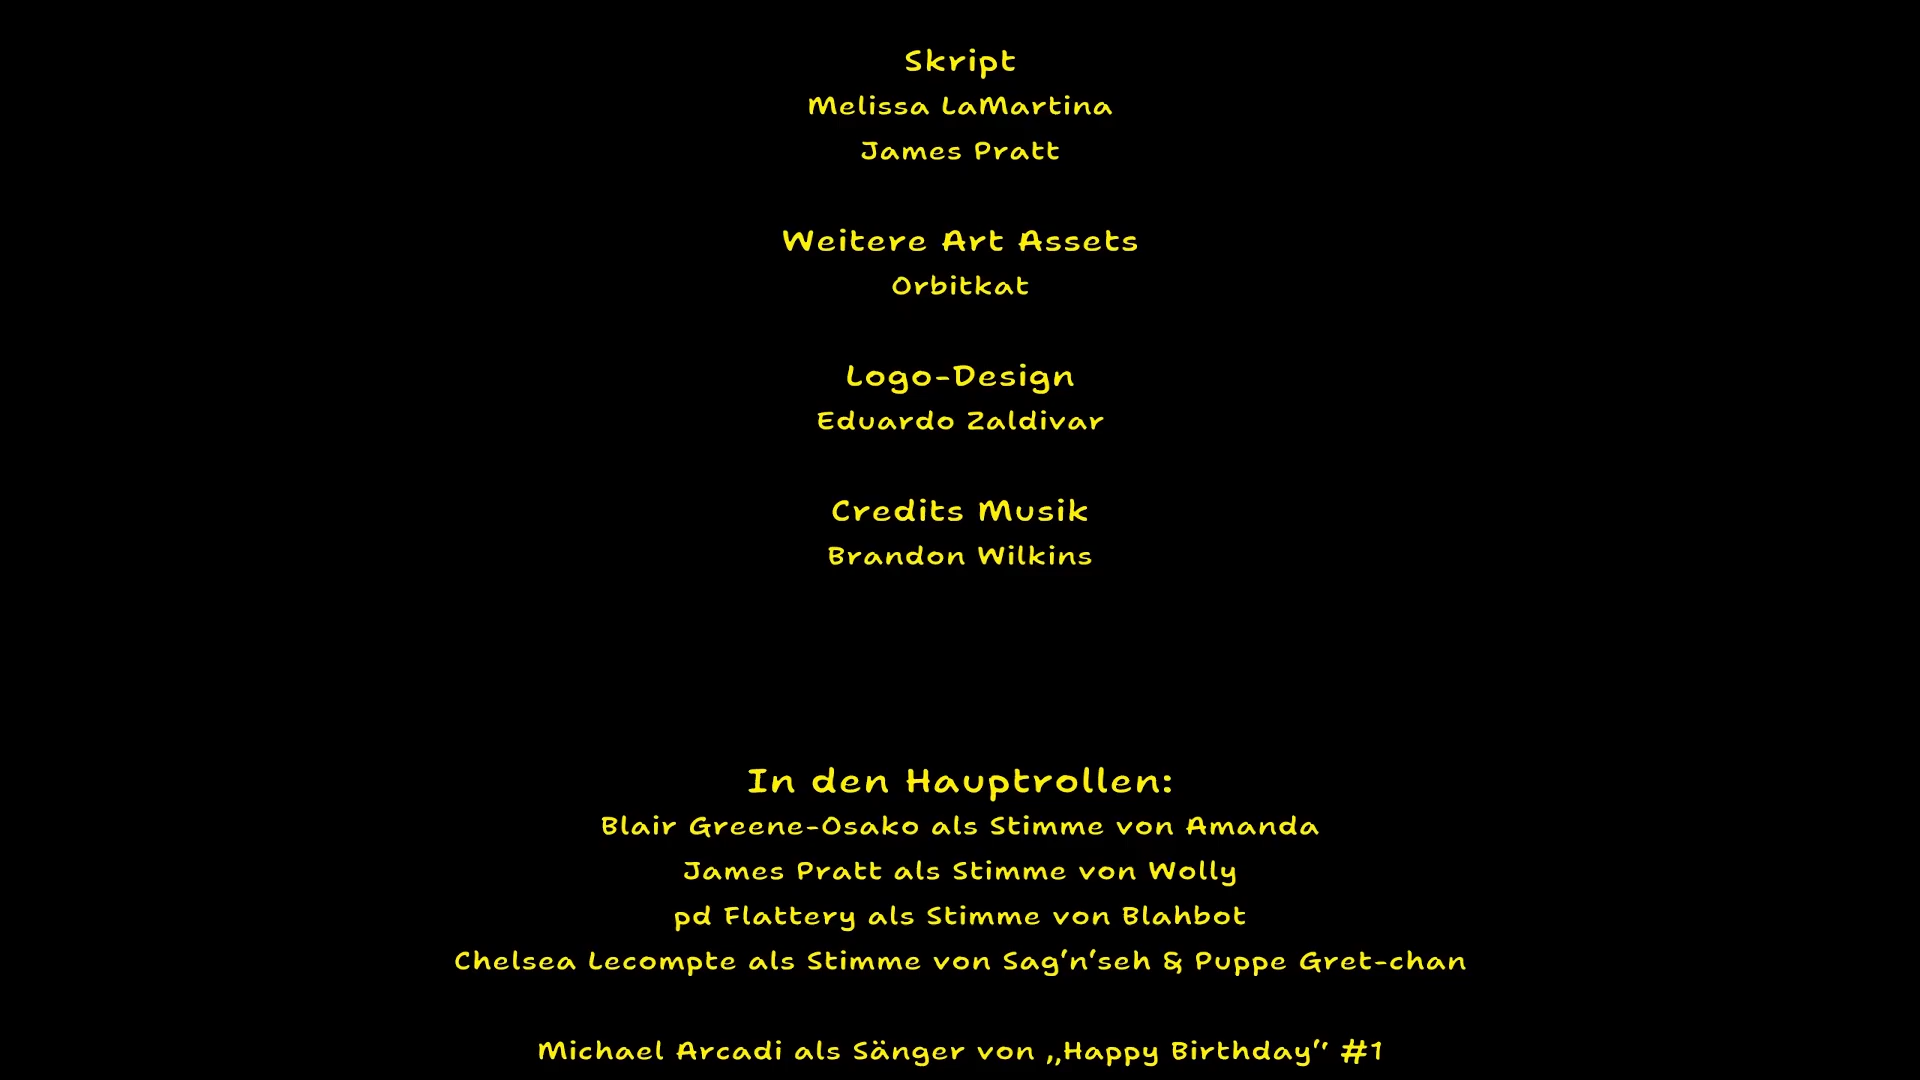 Skript
Melissa LaMartina
James Pratt
Weitere Art Assets
Orbitkat
Logo-Design
Eduardo Zaldivar
Credits Musik
Brandon Wilkins
In den Hauptrollen:
Blair Greene-Osako als Stimme von Amanda
James Pratt als Stimme von Wolly
pd Flattery als Stimme von Blahbot
Chelsea Lecompte als Stimme von Sag'n'seh & Puppe Gret-chan
Michael Arcadi als Sänger von „Happy Birthday“ #1